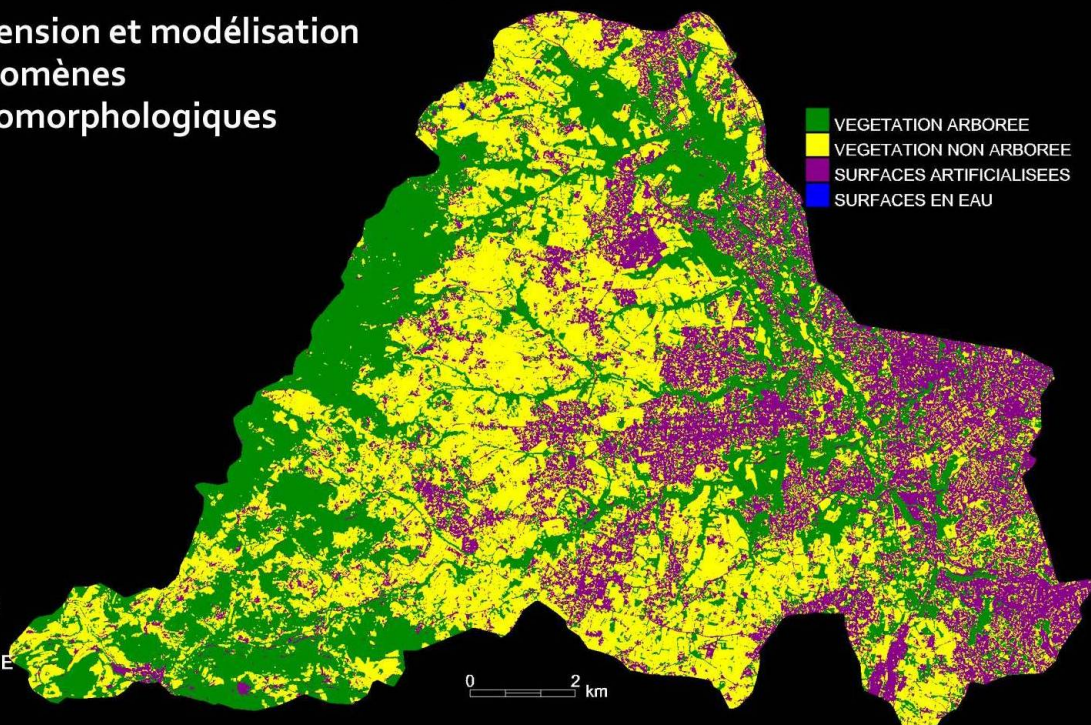 ension et modélisation
omènes
omorphologiques
VEGETATION ARBOREE
VEGETATION NON ARBOREE
SURFACES ARTIFICIALISEES
SURFACES EN EAU
E
0 2
km